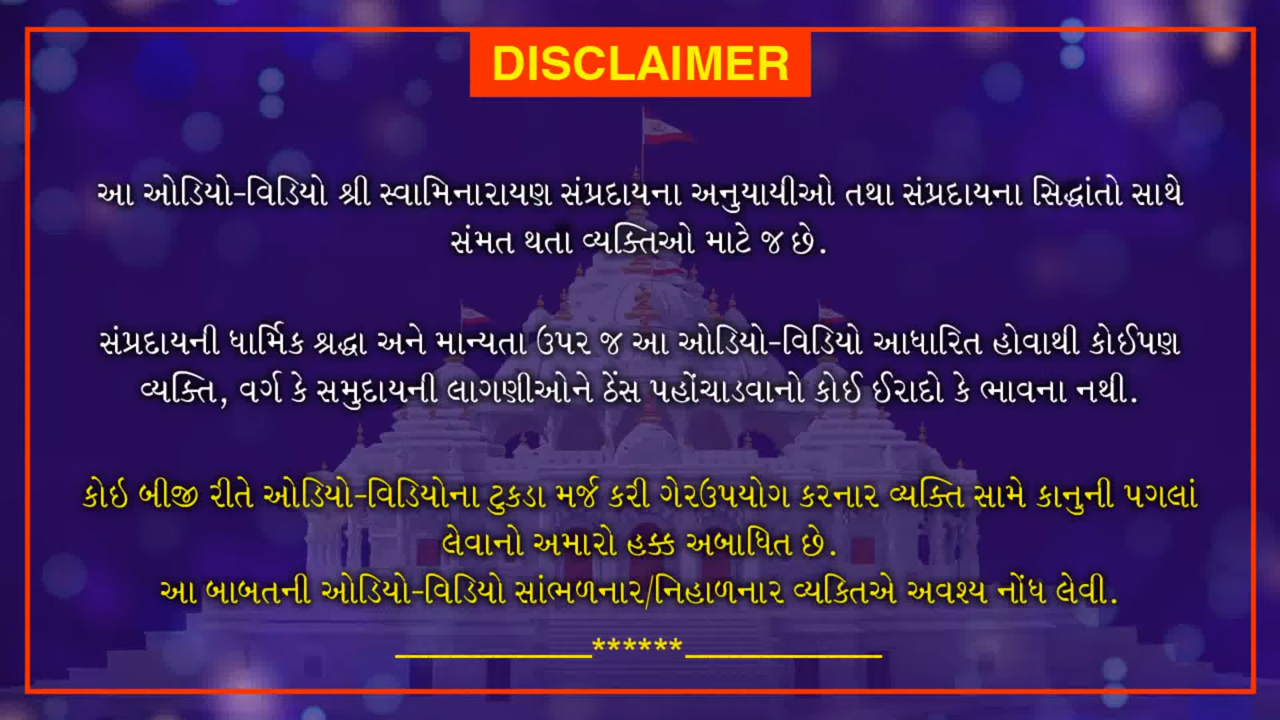 DISCLAIMER
આ ઓડિયો-વિડિયો શ્રી સ્વામિનારાયણ સંપ્રદાયના અનુયાયીઓ તથા સંપ્રદાયના સિદ્ધાંતો સાથે
સંમત થતા વ્યક્તિઓ માટે જ છે.
સંપ્રદાયની ધાર્મિક શ્રદ્ધા અને માન્યતા ઉપર જ આ ઓડિયો-વિડિયો આધારિત હોવાથી કોઈપણ
વ્યક્તિ, વર્ગ કે સમુદાયની લાગણીઓને ઠેંસ પહોંચાડવાનો કોઈ ઈરાદો કે ભાવના નથી.
કોઇ બીજી રીતે ઓડિયો-વિડિયોના ટુકડા મર્જ કરી ગેરઉપયોગ કરનાર વ્યક્તિ સામે કાનુની પગલાં
લેવાનો અમારો હક્ક અબાધિત છે.
આ બાબતની ઓડિયો-વિડિયો સાંભળનાર/નિહાળનાર વ્યકિતએ અવશ્ય નોંધ લેવી.
____________******____________